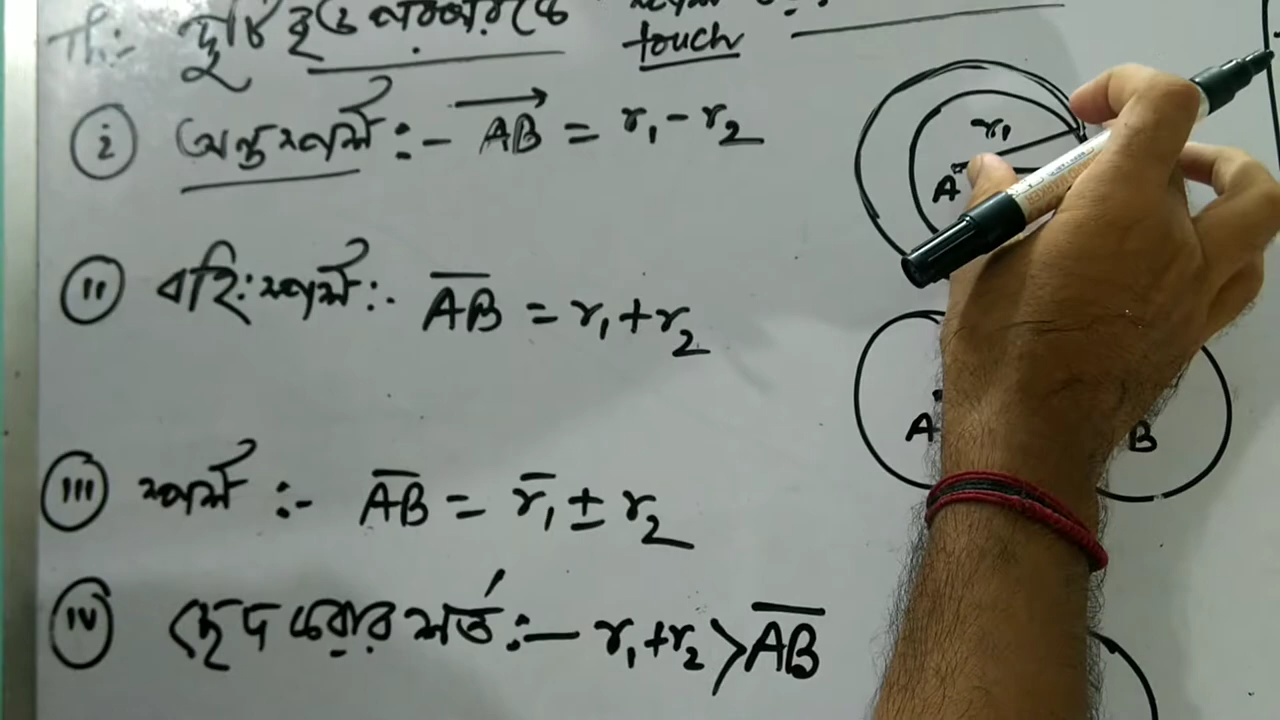 Th:- দুটি বৃত্ত পরস্পরকে
touch
(i) অন্তঃস্পর্শ :- AB = r₁ - r₂
(ii) বহিঃস্পর্শ :- AB = r₁ + r₂
(iii) স্পর্শ :- AB = r₁ ± r₂
(iv) ছেদ করার শর্ত :- r₁ + r₂ > AB
r₁
A
A
B